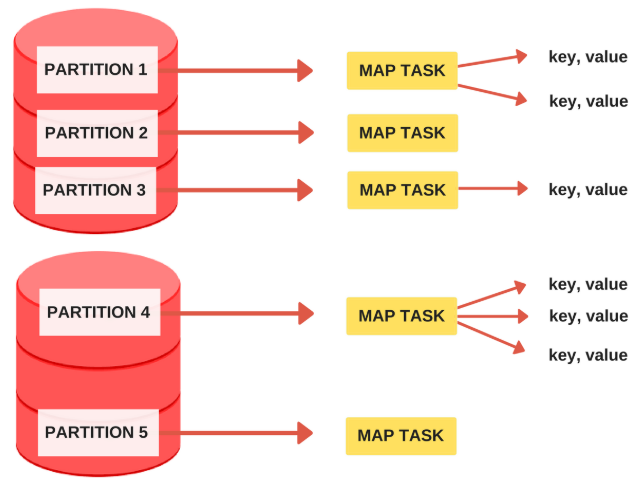 PARTITION 1
MAP TASK
key, value
key, value
PARTITION 2
MAP TASK
PARTITION 3
MAP TASK
key, value
PARTITION 4
MAP TASK
key, value
key, value
key, value
PARTITION 5
MAP TASK